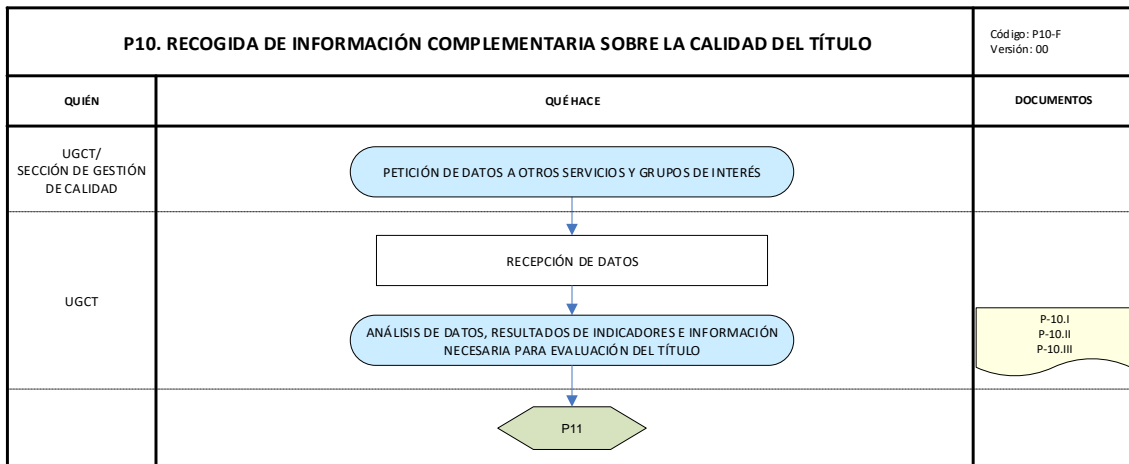 P10. RECOGIDA DE INFORMACIÓN COMPLEMENTARIA SOBRE LA CALIDAD DEL TÍTULO
Código: P10-F
Versión: 00
QUIÉN
QUÉ HACE
DOCUMENTOS
UGCT/
SECCIÓN DE GESTIÓN
DE CALIDAD
PETICIÓN DE DATOS A OTROS SERVICIOS Y GRUPOS DE INTERÉS
UGCT
RECEPCIÓN DE DATOS
ANÁLISIS DE DATOS, RESULTADOS DE INDICADORES E INFORMACIÓN
NECESARIA PARA EVALUACIÓN DEL TÍTULO
P-10.I
P-10.II
P-10.III
P11